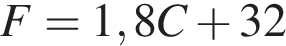 F = 1,8C + 32